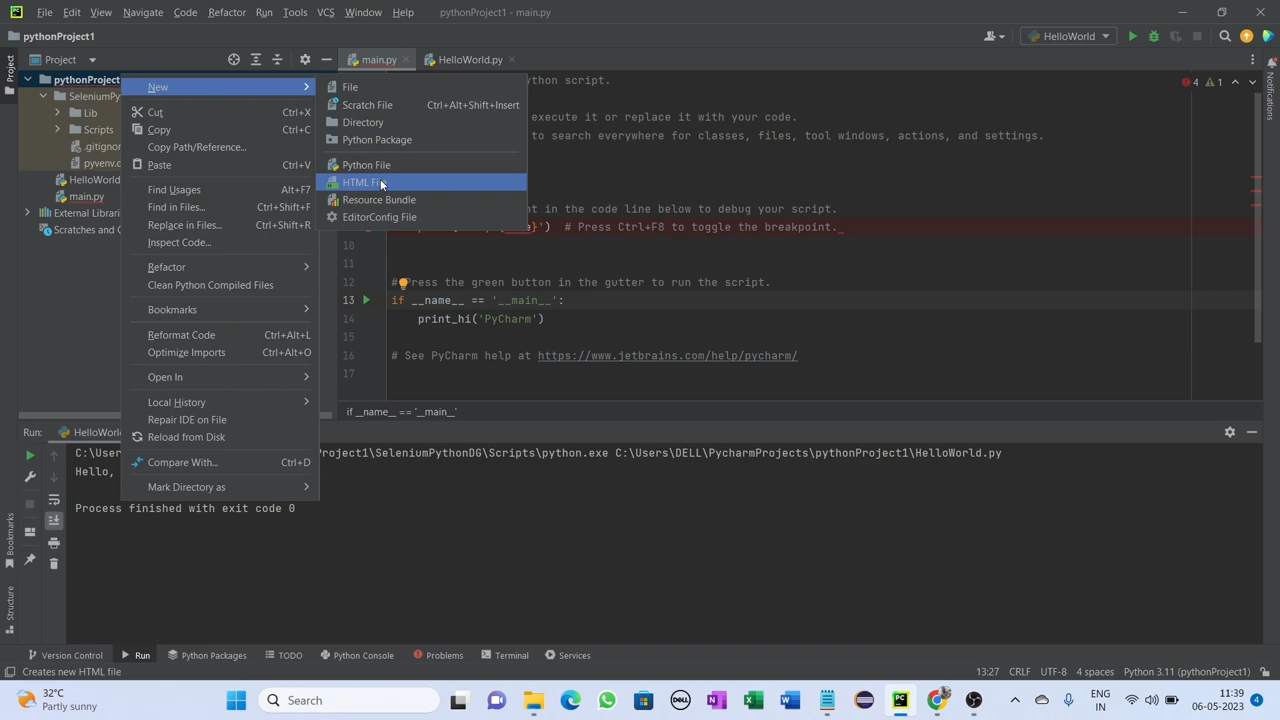 File Edit View Navigate Code Refactor Run Tools VCS Window Help pythonProject1 - main.py
pythonProject1 HelloWorld
Project main.py HelloWorld.py
Project
Notifications
pythonProject
SeleniumPy
Lib
Scripts
.gitignor
pyvenv.c
HelloWorld
main.py
External Librari
Scratches and C
New
Cut Ctrl+X
Copy Ctrl+C
Copy Path/Reference...
Paste Ctrl+V
Find Usages Alt+F7
Find in Files... Ctrl+Shift+F
Replace in Files... Ctrl+Shift+R
Inspect Code...
Refactor
Clean Python Compiled Files
Bookmarks
Reformat Code Ctrl+Alt+L
Optimize Imports Ctrl+Alt+O
Open In
Local History
Repair IDE on File
Reload from Disk
Compare With... Ctrl+D
Mark Directory as
File
Scratch File Ctrl+Alt+Shift+Insert
Directory
Python Package
Python File
HTML File
Resource Bundle
EditorConfig File
python script. 4 1
execute it or replace it with your code.
to search everywhere for classes, files, tool windows, actions, and settings.
int in the code line below to debug your script.
}') # Press Ctrl+F8 to toggle the breakpoint.
10
11
12 # Press the green button in the gutter to run the script.
13 if __name__ == '__main__':
14 print_hi('PyCharm')
15
16 # See PyCharm help at https://www.jetbrains.com/help/pycharm/
17
if __name__ == '__main__'
Run: HelloWorl
C:\User roject1\SeleniumPythonDG\Scripts\python.exe C:\Users\DELL\PycharmProjects\pythonProject1\HelloWorld.py
Hello,
Process finished with exit code 0
Bookmarks
Structure
Version Control Run Python Packages TODO Python Console Problems Terminal Services
Creates new HTML file 13:27 CRLF UTF-8 4 spaces Python 3.11 (pythonProject1)
32°C
Partly sunny
Search
ENG
IN
11:39
06-05-2023
4